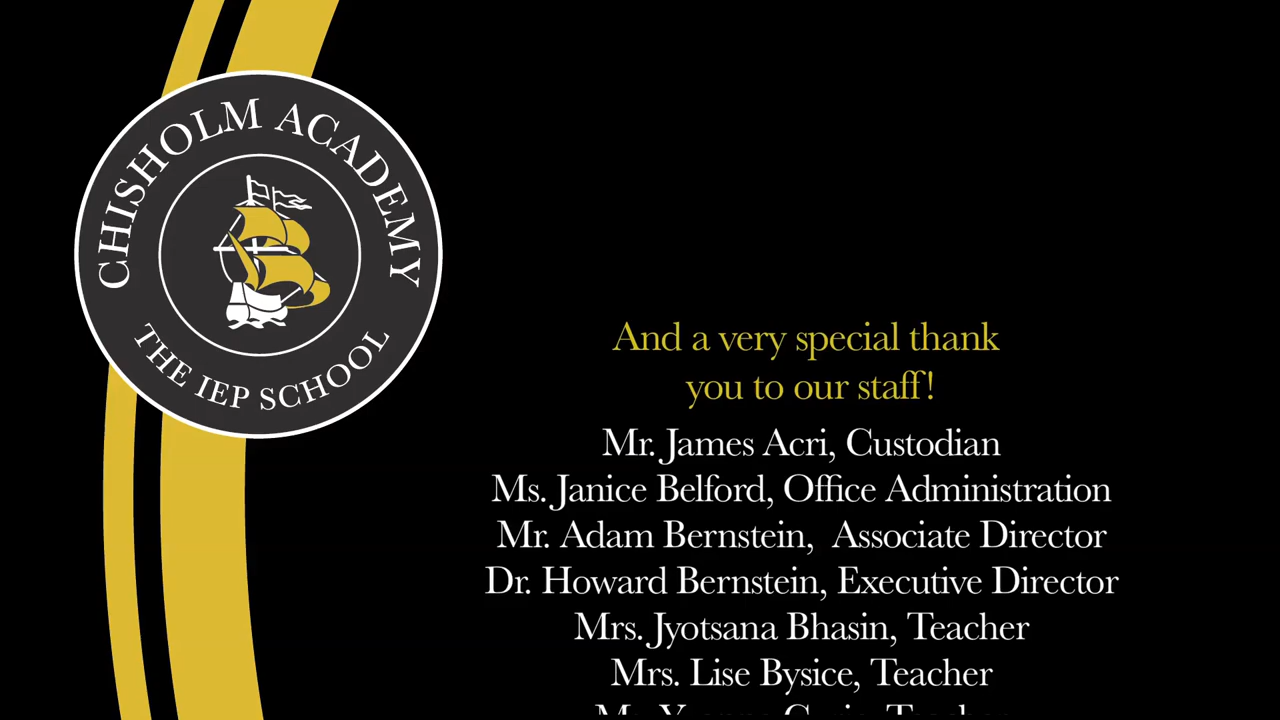 CHISHOLM ACADEMY
THE IEP SCHOOL
And a very special thank
you to our staff!
Mr. James Acri, Custodian
Ms. Janice Belford, Office Administration
Mr. Adam Bernstein, Associate Director
Dr. Howard Bernstein, Executive Director
Mrs. Jyotsana Bhasin, Teacher
Mrs. Lise Bysice, Teacher